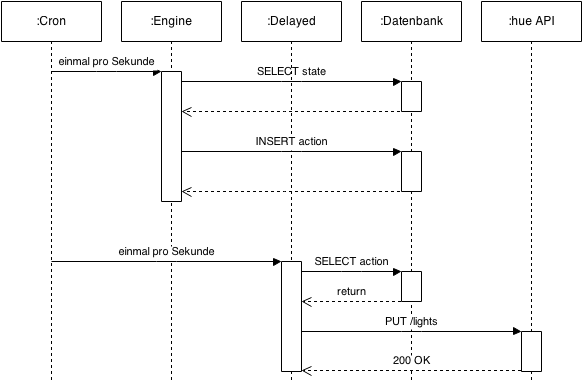 :Cron
:Engine
:Delayed
:Datenbank
:hue API
einmal pro Sekunde
SELECT state
INSERT action
einmal pro Sekunde
SELECT action
return
PUT /lights
200 OK